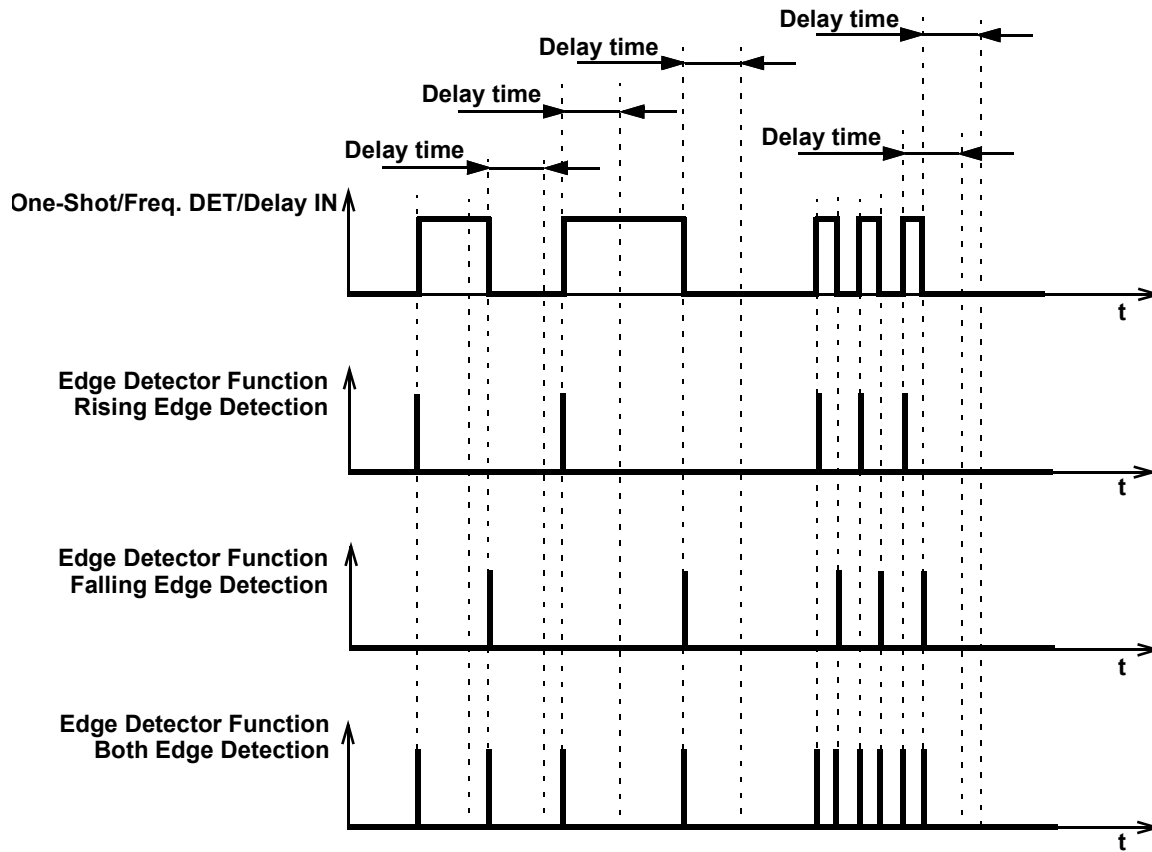 Delay time
Delay time
Delay time
Delay time
Delay time
One-Shot/Freq. DET/Delay IN
t
Edge Detector Function
Rising Edge Detection
t
Edge Detector Function
Falling Edge Detection
t
Edge Detector Function
Both Edge Detection
t